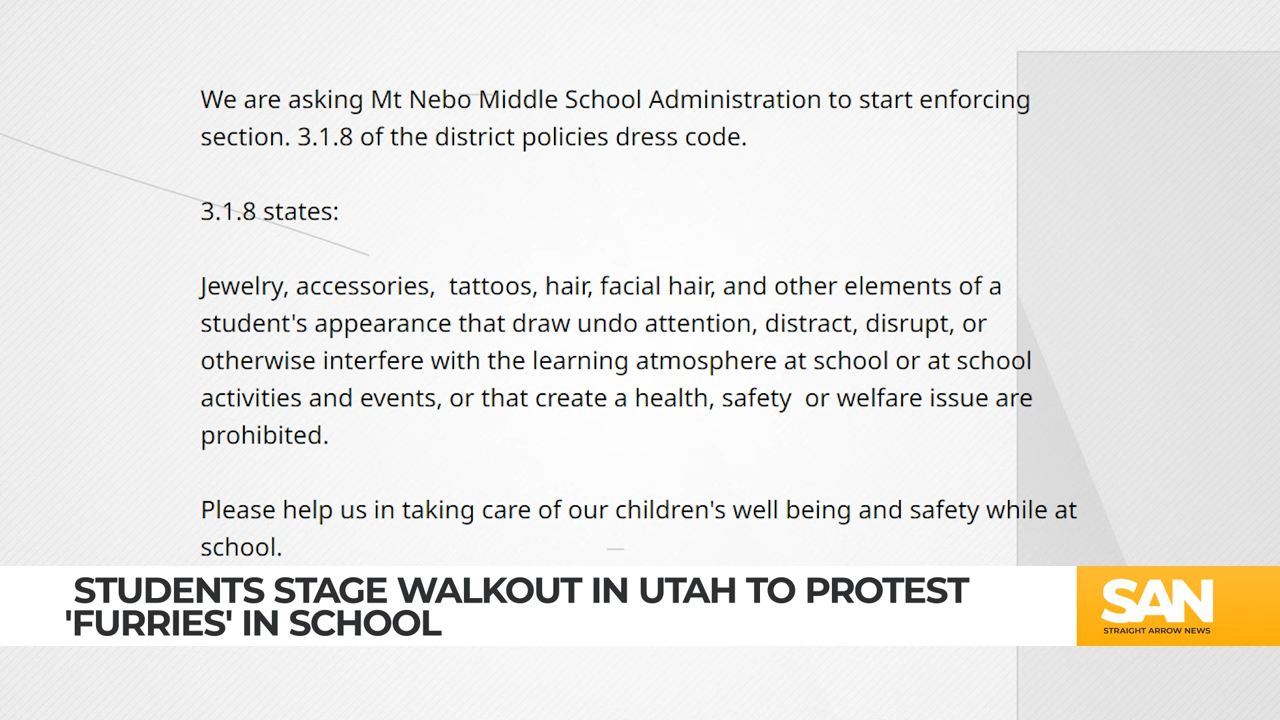 We are asking Mt Nebo Middle School Administration to start enforcing
section. 3.1.8 of the district policies dress code.
3.1.8 states:
Jewelry, accessories,  tattoos, hair, facial hair, and other elements of a
student's appearance that draw undo attention, distract, disrupt, or
otherwise interfere with the learning atmosphere at school or at school
activities and events, or that create a health, safety  or welfare issue are
prohibited.
Please help us in taking care of our children's well being and safety while at
school.
STUDENTS STAGE WALKOUT IN UTAH TO PROTEST
'FURRIES' IN SCHOOL
SAN
STRAIGHT ARROW NEWS